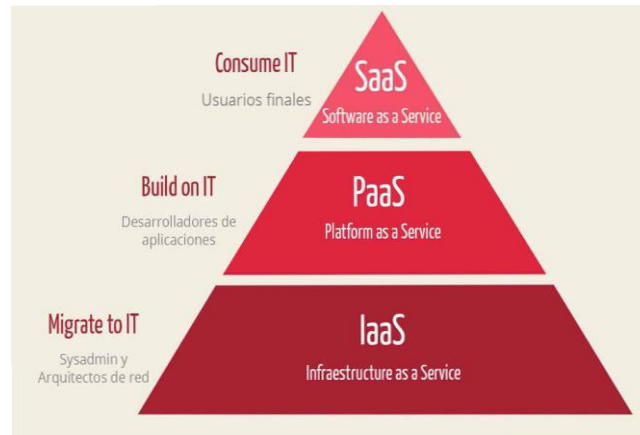 Consume IT
Usuarios finales
SaaS
Software as a Service
Build on IT
Desarrolladores de
aplicaciones
PaaS
Platform as a Service
Migrate to IT
Sysadmin y
Arquitectos de red
IaaS
Infraestructure as a Service